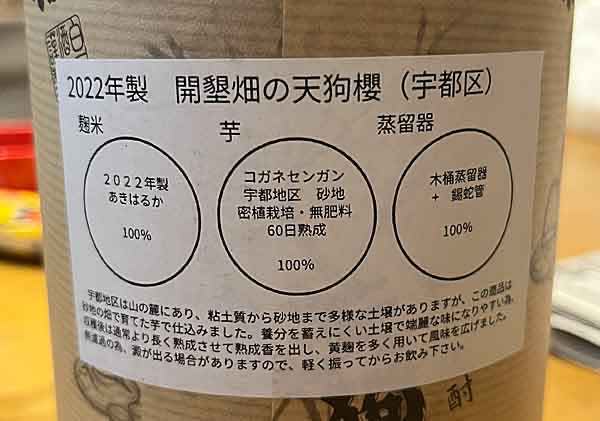 2022年製 開墾畑の天狗櫻（宇都区）
麹米
２０２２年製
あきはるか
100%
芋
コガネセンガン
宇都地区 砂地
密植栽培・無肥料
60日熟成
100%
蒸留器
木桶蒸留器
+ 錫蛇管
100%
宇都地区は山の麓にあり、粘土質から砂地まで多様な土壌がありますが、この商品は
砂地の畑で育てた芋で仕込みました。養分を蓄えにくい土壌で端麗な味になりやすい為、
収穫後は通常より長く熟成させて熟成香を出し、黄麹を多く用いて風味を広げました。
無濾過の為、澱が出る場合がありますので、軽く振ってからお飲み下さい。
酎